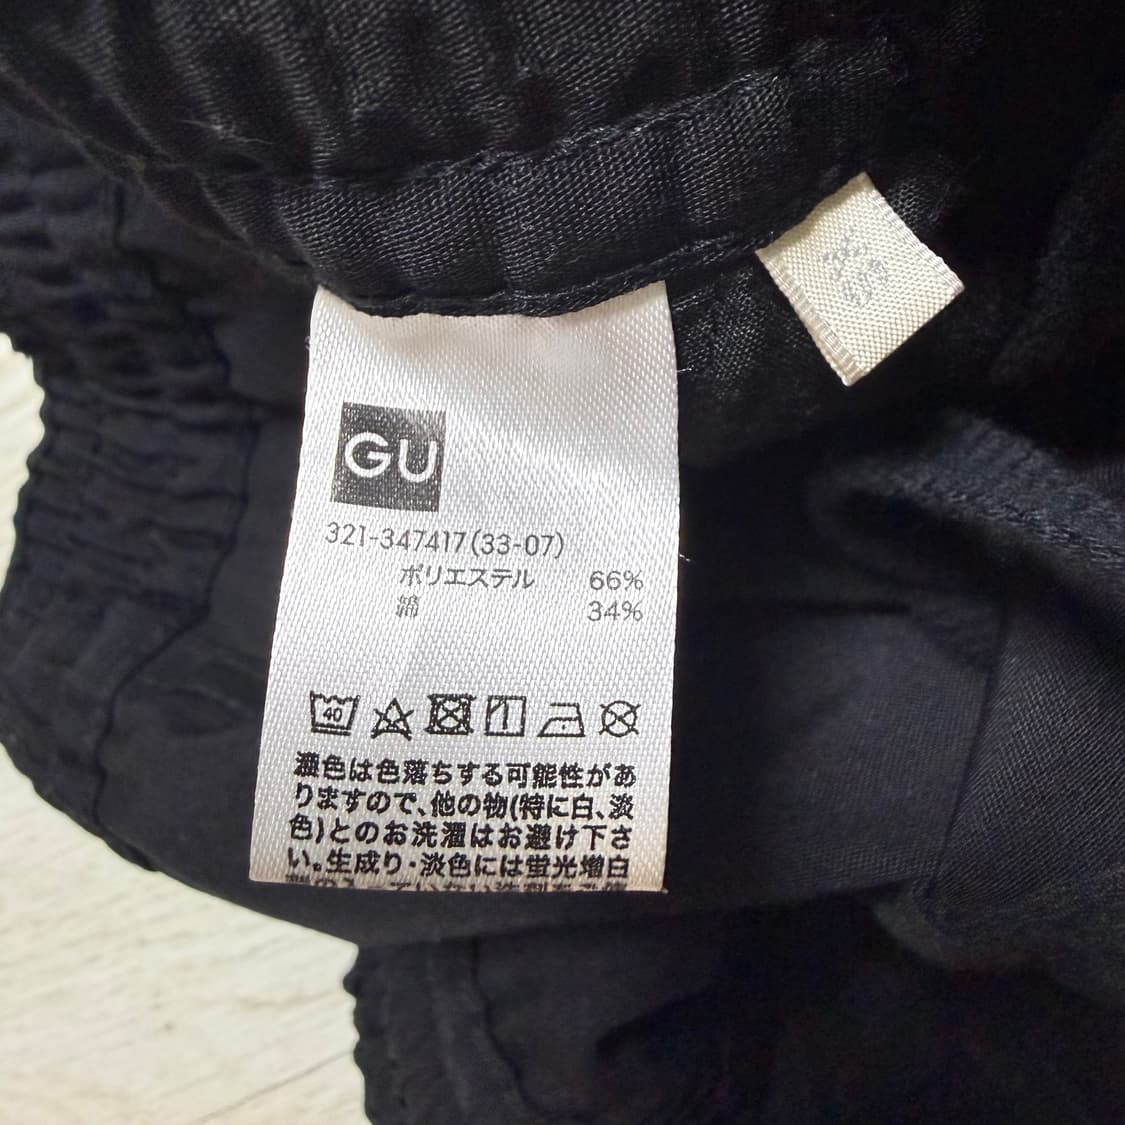 GU
321-347417(33-07)
ポリエステル 66%
綿 34%
40
濃色は色落ちする可能性があ
りますので、他の物(特に白、淡
色)とのお洗濯はお避け下さ
い。生成り・淡色には蛍光増白